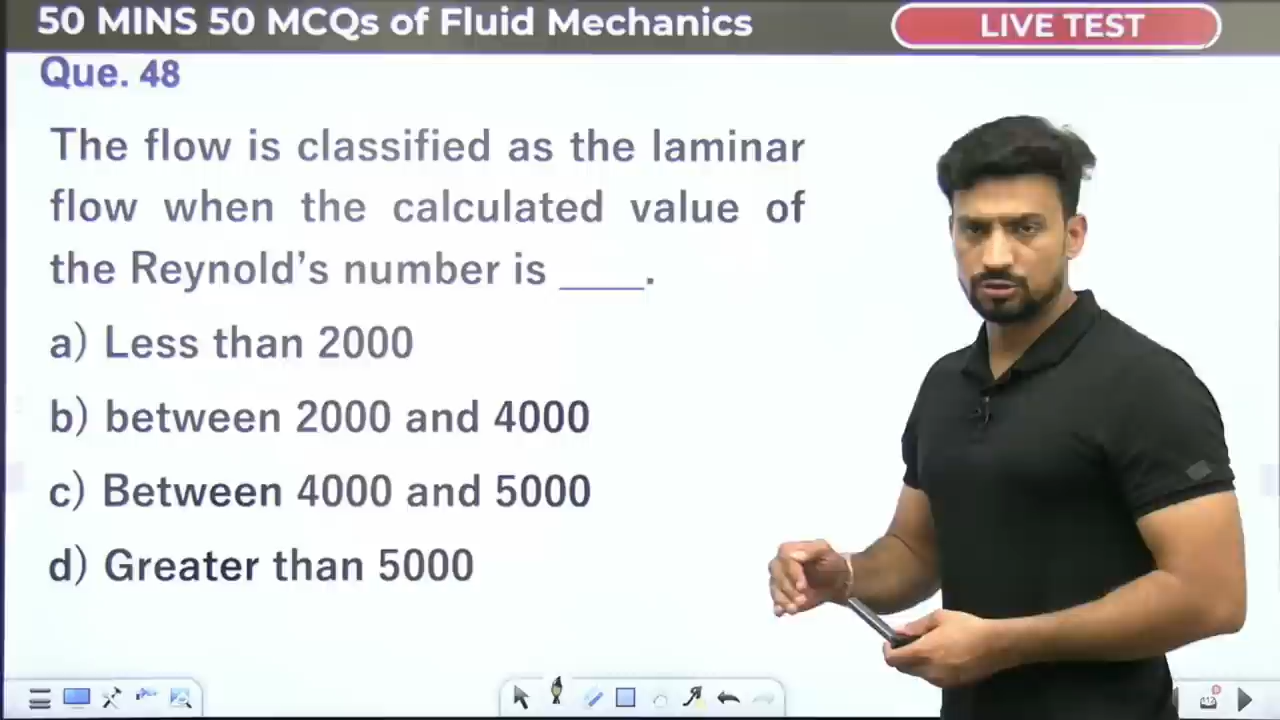 50 MINS 50 MCQs of Fluid Mechanics
LIVE TEST
Que. 48
The flow is classified as the laminar
flow when the calculated value of
the Reynold’s number is ____.
a) Less than 2000
b) between 2000 and 4000
c) Between 4000 and 5000
d) Greater than 5000